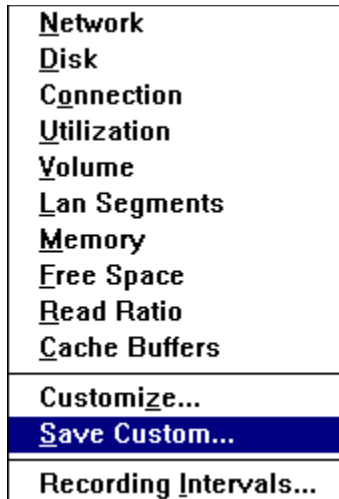 Network
Disk
Connection
Utilization
Volume
Lan Segments
Memory
Free Space
Read Ratio
Cache Buffers
Customize...
Save Custom...
Recording Intervals...